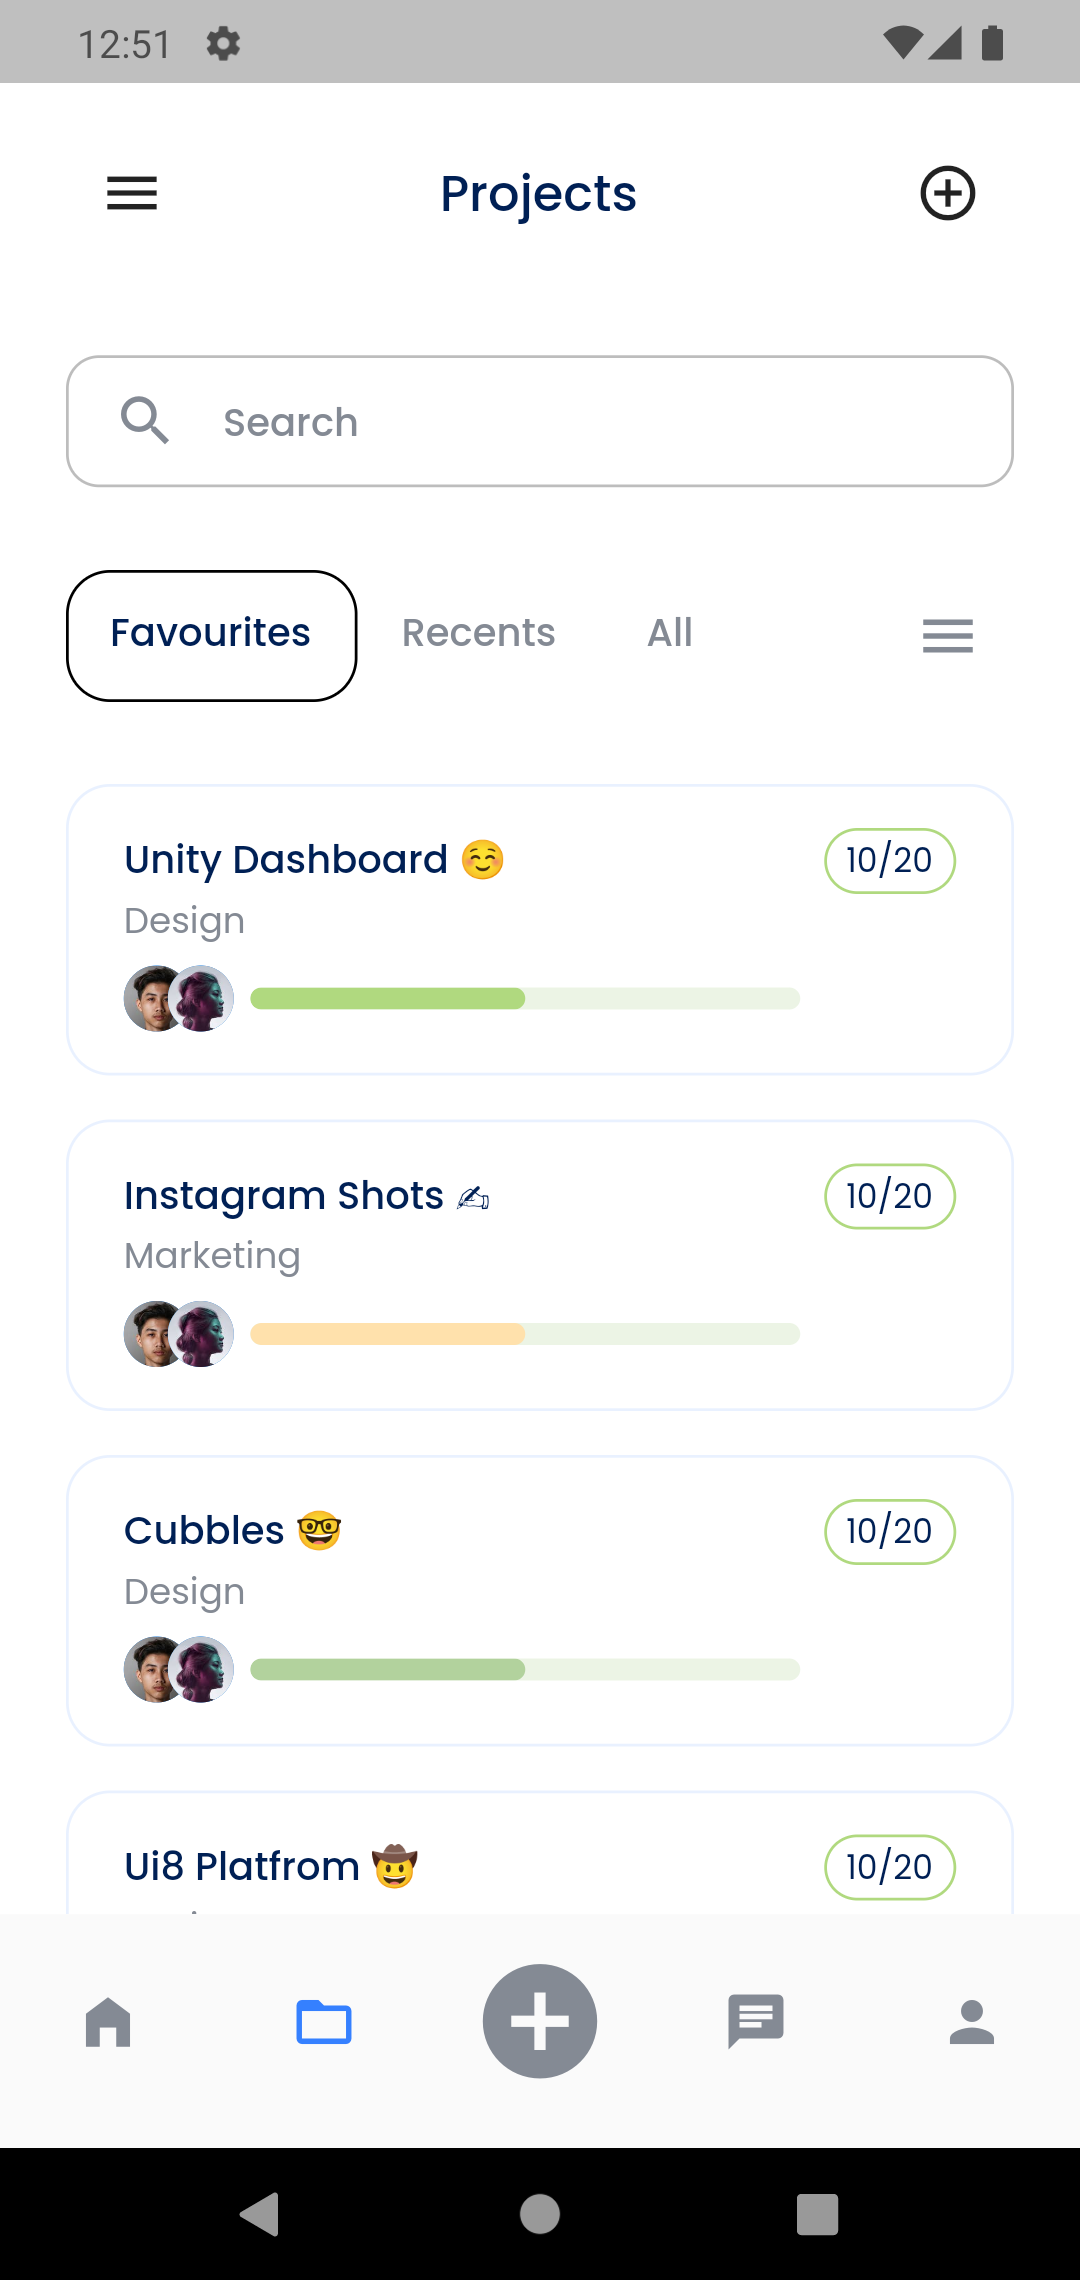 12:51
Projects
Search
Favourites Recents All
Unity Dashboard ☺️ 10/20
Design
Instagram Shots ✍ 10/20
Marketing
Cubbles 🤓 10/20
Design
Ui8 Platfrom 🤠 10/20